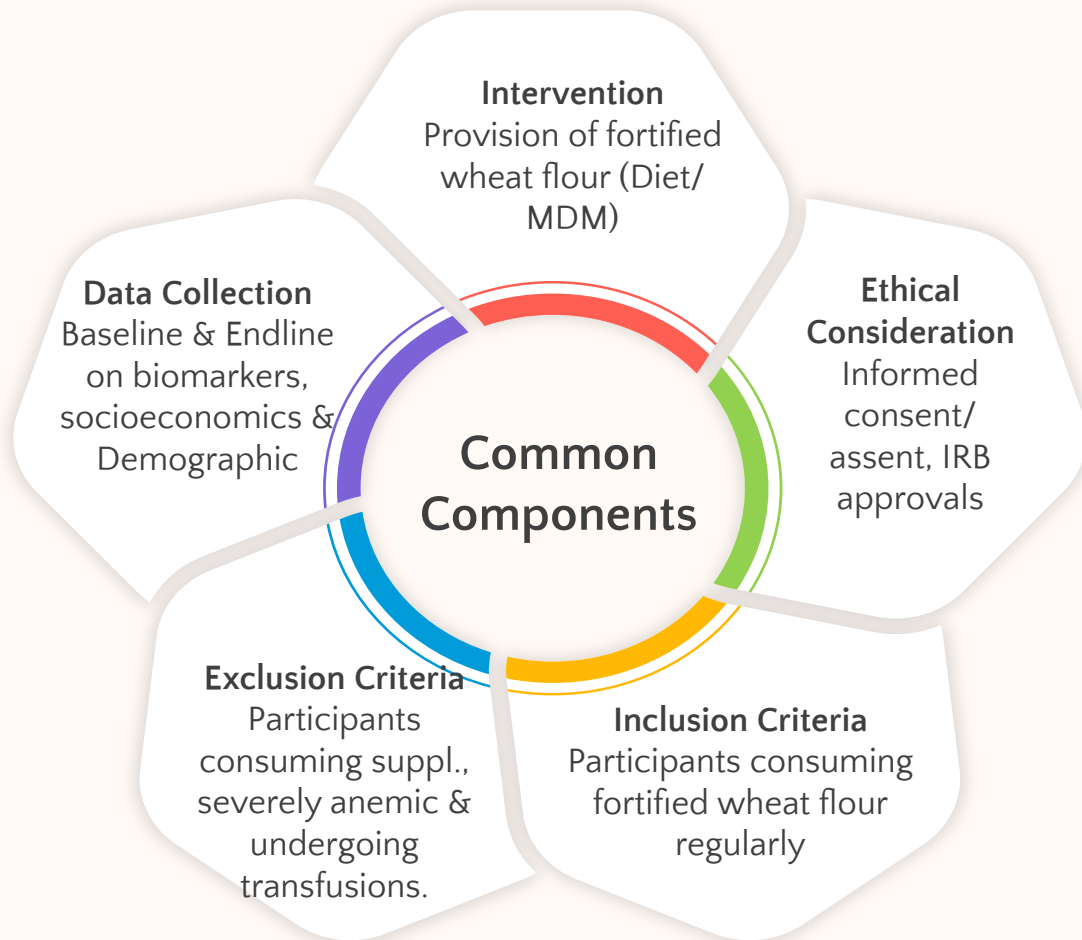 Intervention
Provision of fortified
wheat flour (Diet/
MDM)
Ethical
Consideration
Informed
consent/
assent, IRB
approvals
Inclusion Criteria
Participants consuming
fortified wheat flour
regularly
Exclusion Criteria
Participants
consuming suppl.,
severely anemic &
undergoing
transfusions.
Data Collection
Baseline & Endline
on biomarkers,
socioeconomics &
Demographic
Common
Components